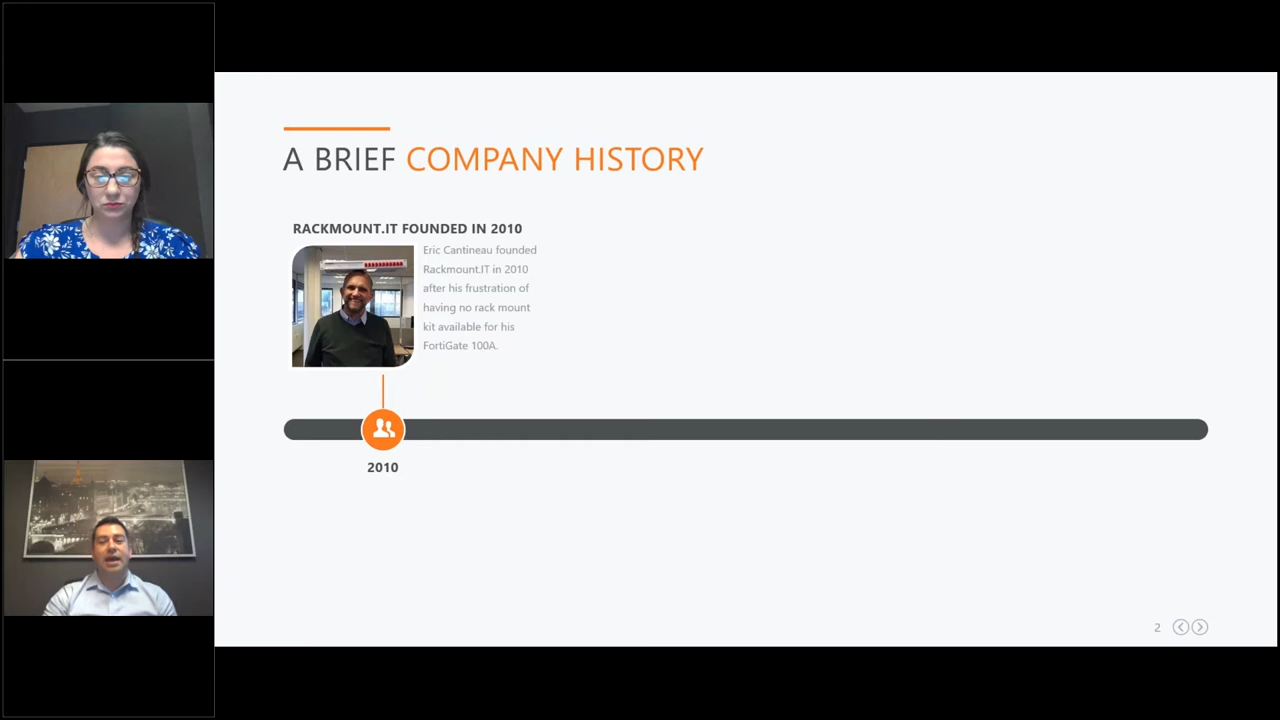 A BRIEF COMPANY HISTORY
RACKMOUNT.IT FOUNDED IN 2010
Eric Cantineau founded
Rackmount.IT in 2010
after his frustration of
having no rack mount
kit available for his
FortiGate 100A.
2010
2